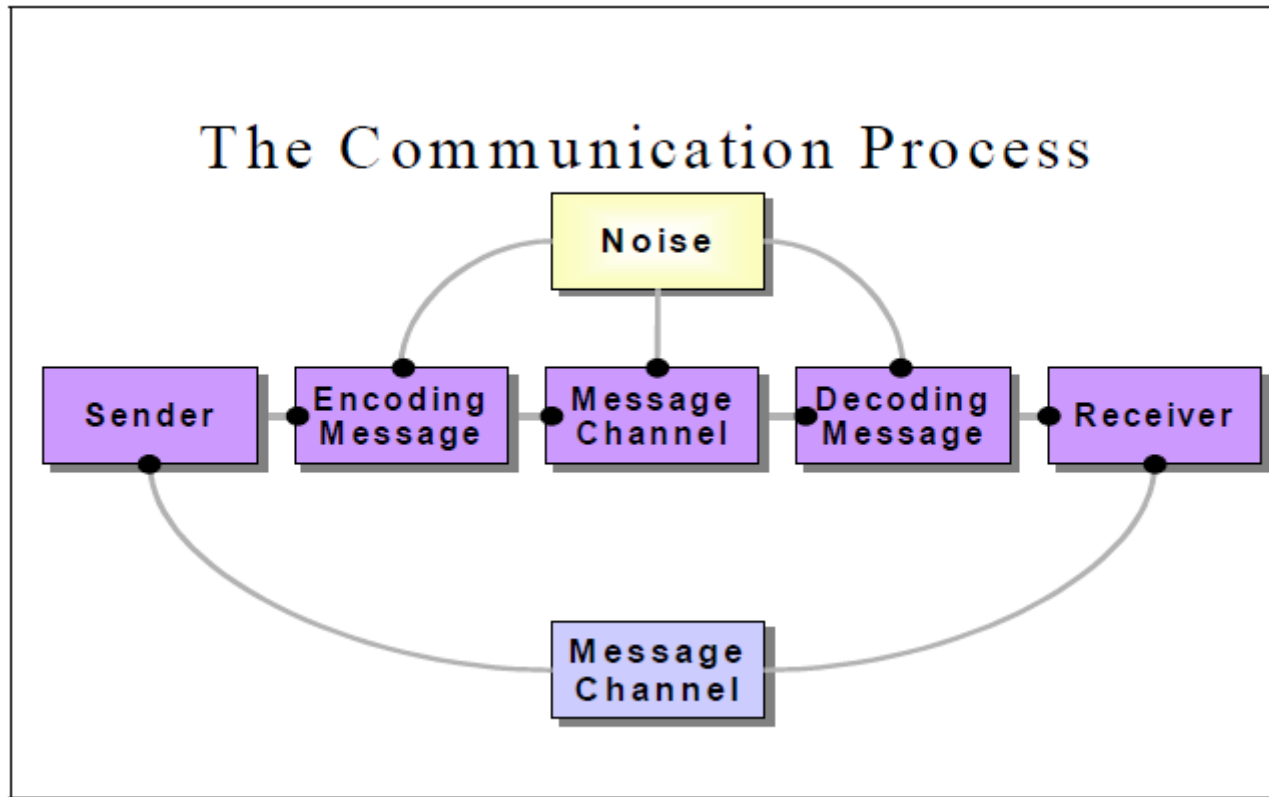 The Communication Process
Noise
Sender
Encoding
Message
Message
Channel
Decoding
Message
Receiver
Message
Channel